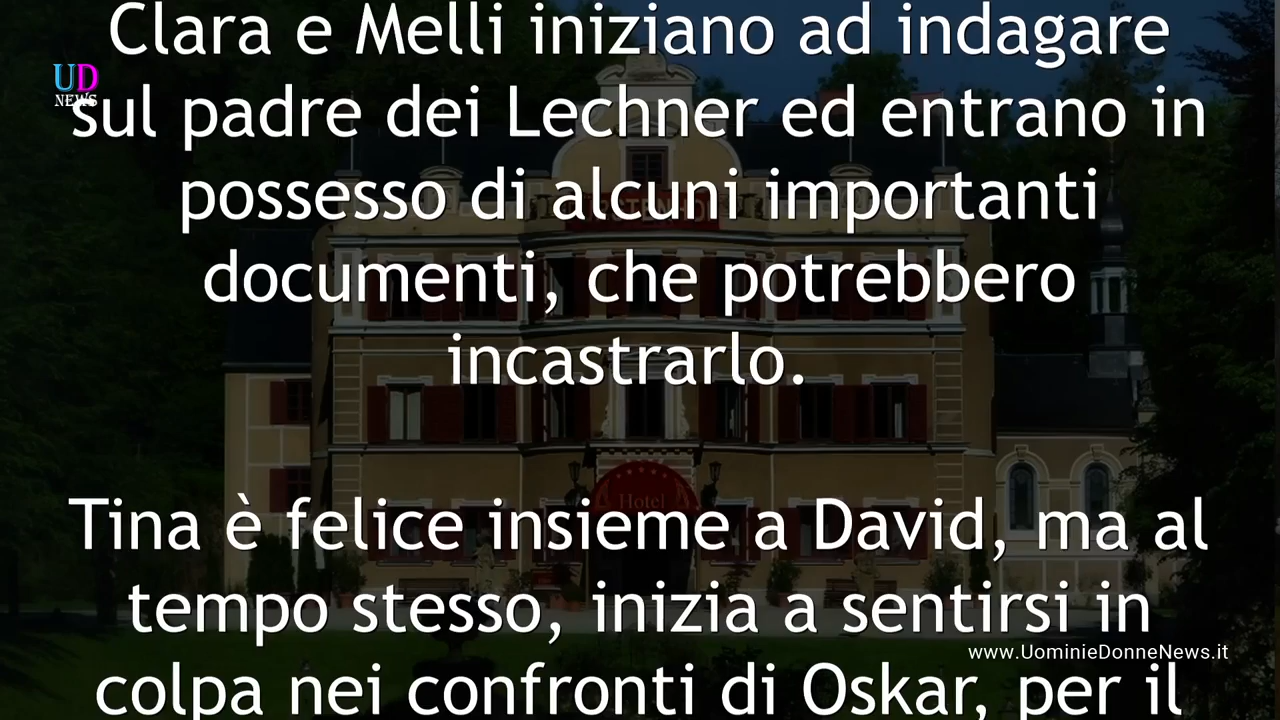 Clara e Melli iniziano ad indagare
UD
NEWS
sul padre dei Lechner ed entrano in
possesso di alcuni importanti
documenti, che potrebbero
incastrarlo.
Hotel
Tina è felice insieme a David, ma al
tempo stesso, inizia a sentirsi in
www.UominieDonneNews.it
colpa nei confronti di Oskar, per il